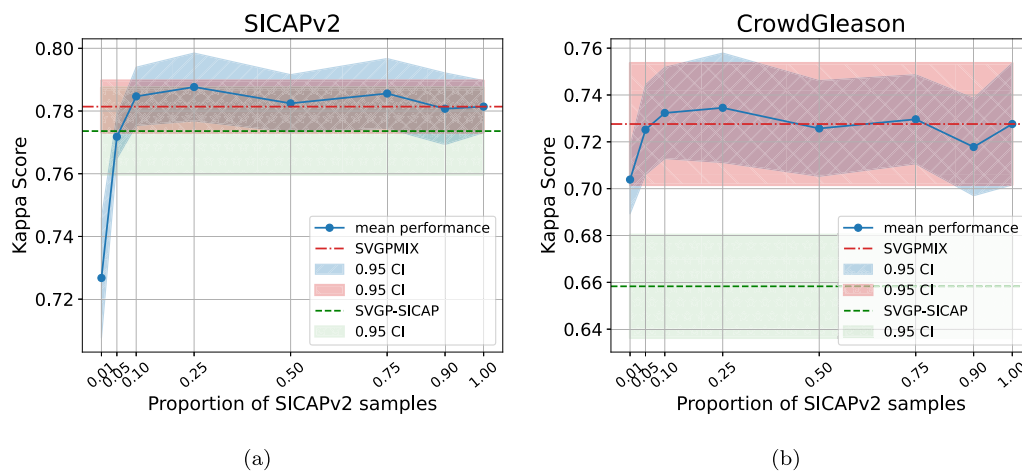 SICAPv2
0.80
0.78
0.76
0.74
0.72
Kappa Score
mean performance
SVGPMIX
0.95 CI
0.95 CI
SVGP-SICAP
0.95 CI
0.01
0.05
0.10
0.25
0.50
0.75
0.90
1.00
Proportion of SICAPv2 samples
(a)
CrowdGleason
0.76
0.74
0.72
0.70
0.68
0.66
0.64
Kappa Score
mean performance
SVGPMIX
0.95 CI
0.95 CI
SVGP-SICAP
0.95 CI
0.01
0.05
0.10
0.25
0.50
0.75
0.90
1.00
Proportion of SICAPv2 samples
(b)